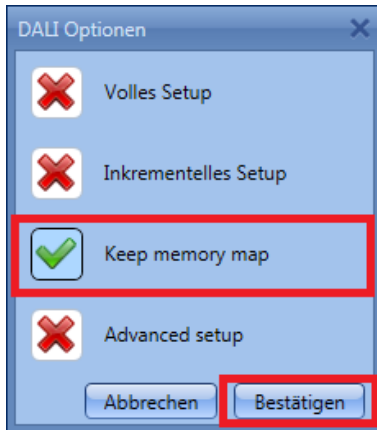 DALI Optionen
Volles Setup
Inkrementelles Setup
Keep memory map
Advanced setup
Abbrechen Bestätigen